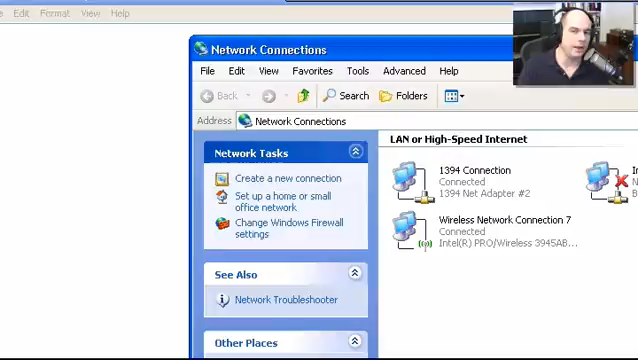 Edit Format View Help
Network Connections
File Edit View Favorites Tools Advanced Help
Back Search Folders
Address Network Connections
Network Tasks
Create a new connection
Set up a home or small
office network
Change Windows Firewall
settings
See Also
Network Troubleshooter
Other Places
LAN or High-Speed Internet
1394 Connection
Connected
1394 Net Adapter #2
Wireless Network Connection 7
Connected
Intel(R) PRO/Wireless 3945AB...